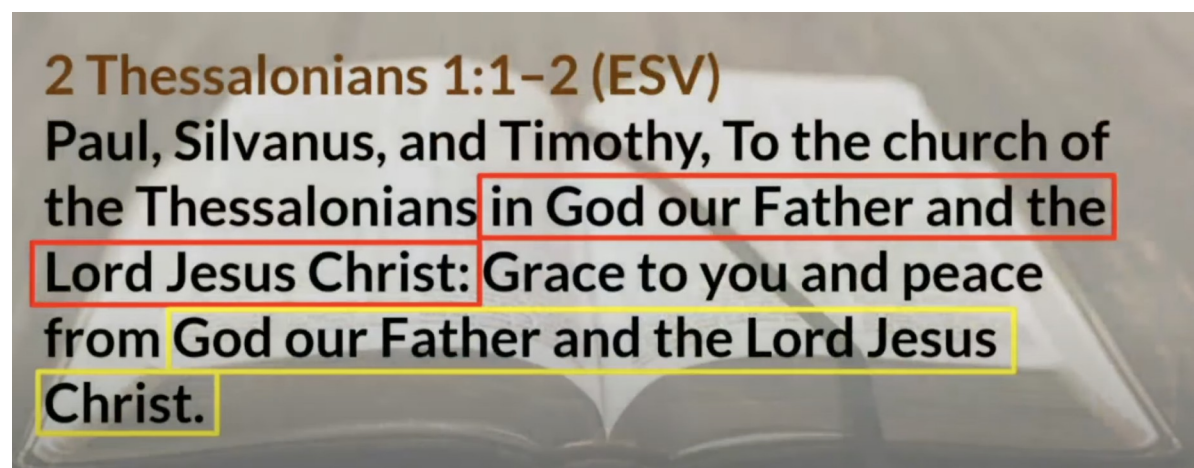 2 Thessalonians 1:1–2 (ESV)
Paul, Silvanus, and Timothy, To the church of
the Thessalonians in God our Father and the
Lord Jesus Christ: Grace to you and peace
from God our Father and the Lord Jesus
Christ.